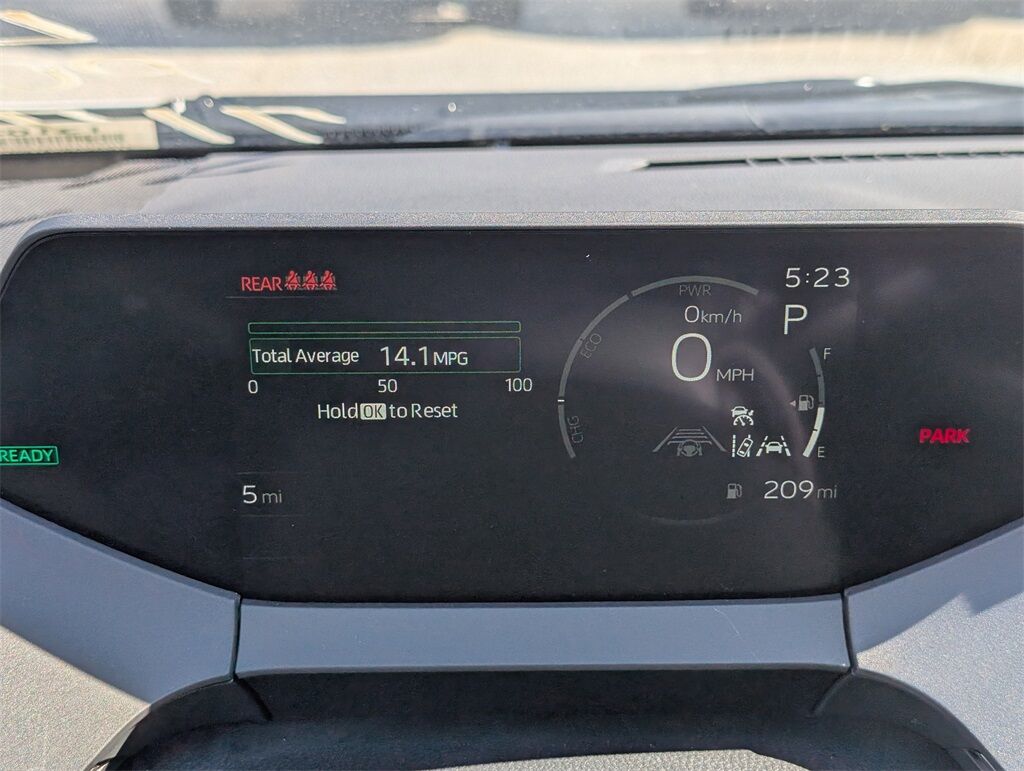 REAR
5:23
PWR
0 km/h
P
ECO
Total Average 14.1 MPG
0 MPH
F
0 50 100
Hold OK to Reset
CHG
PARK
READY
E
5 mi
209 mi